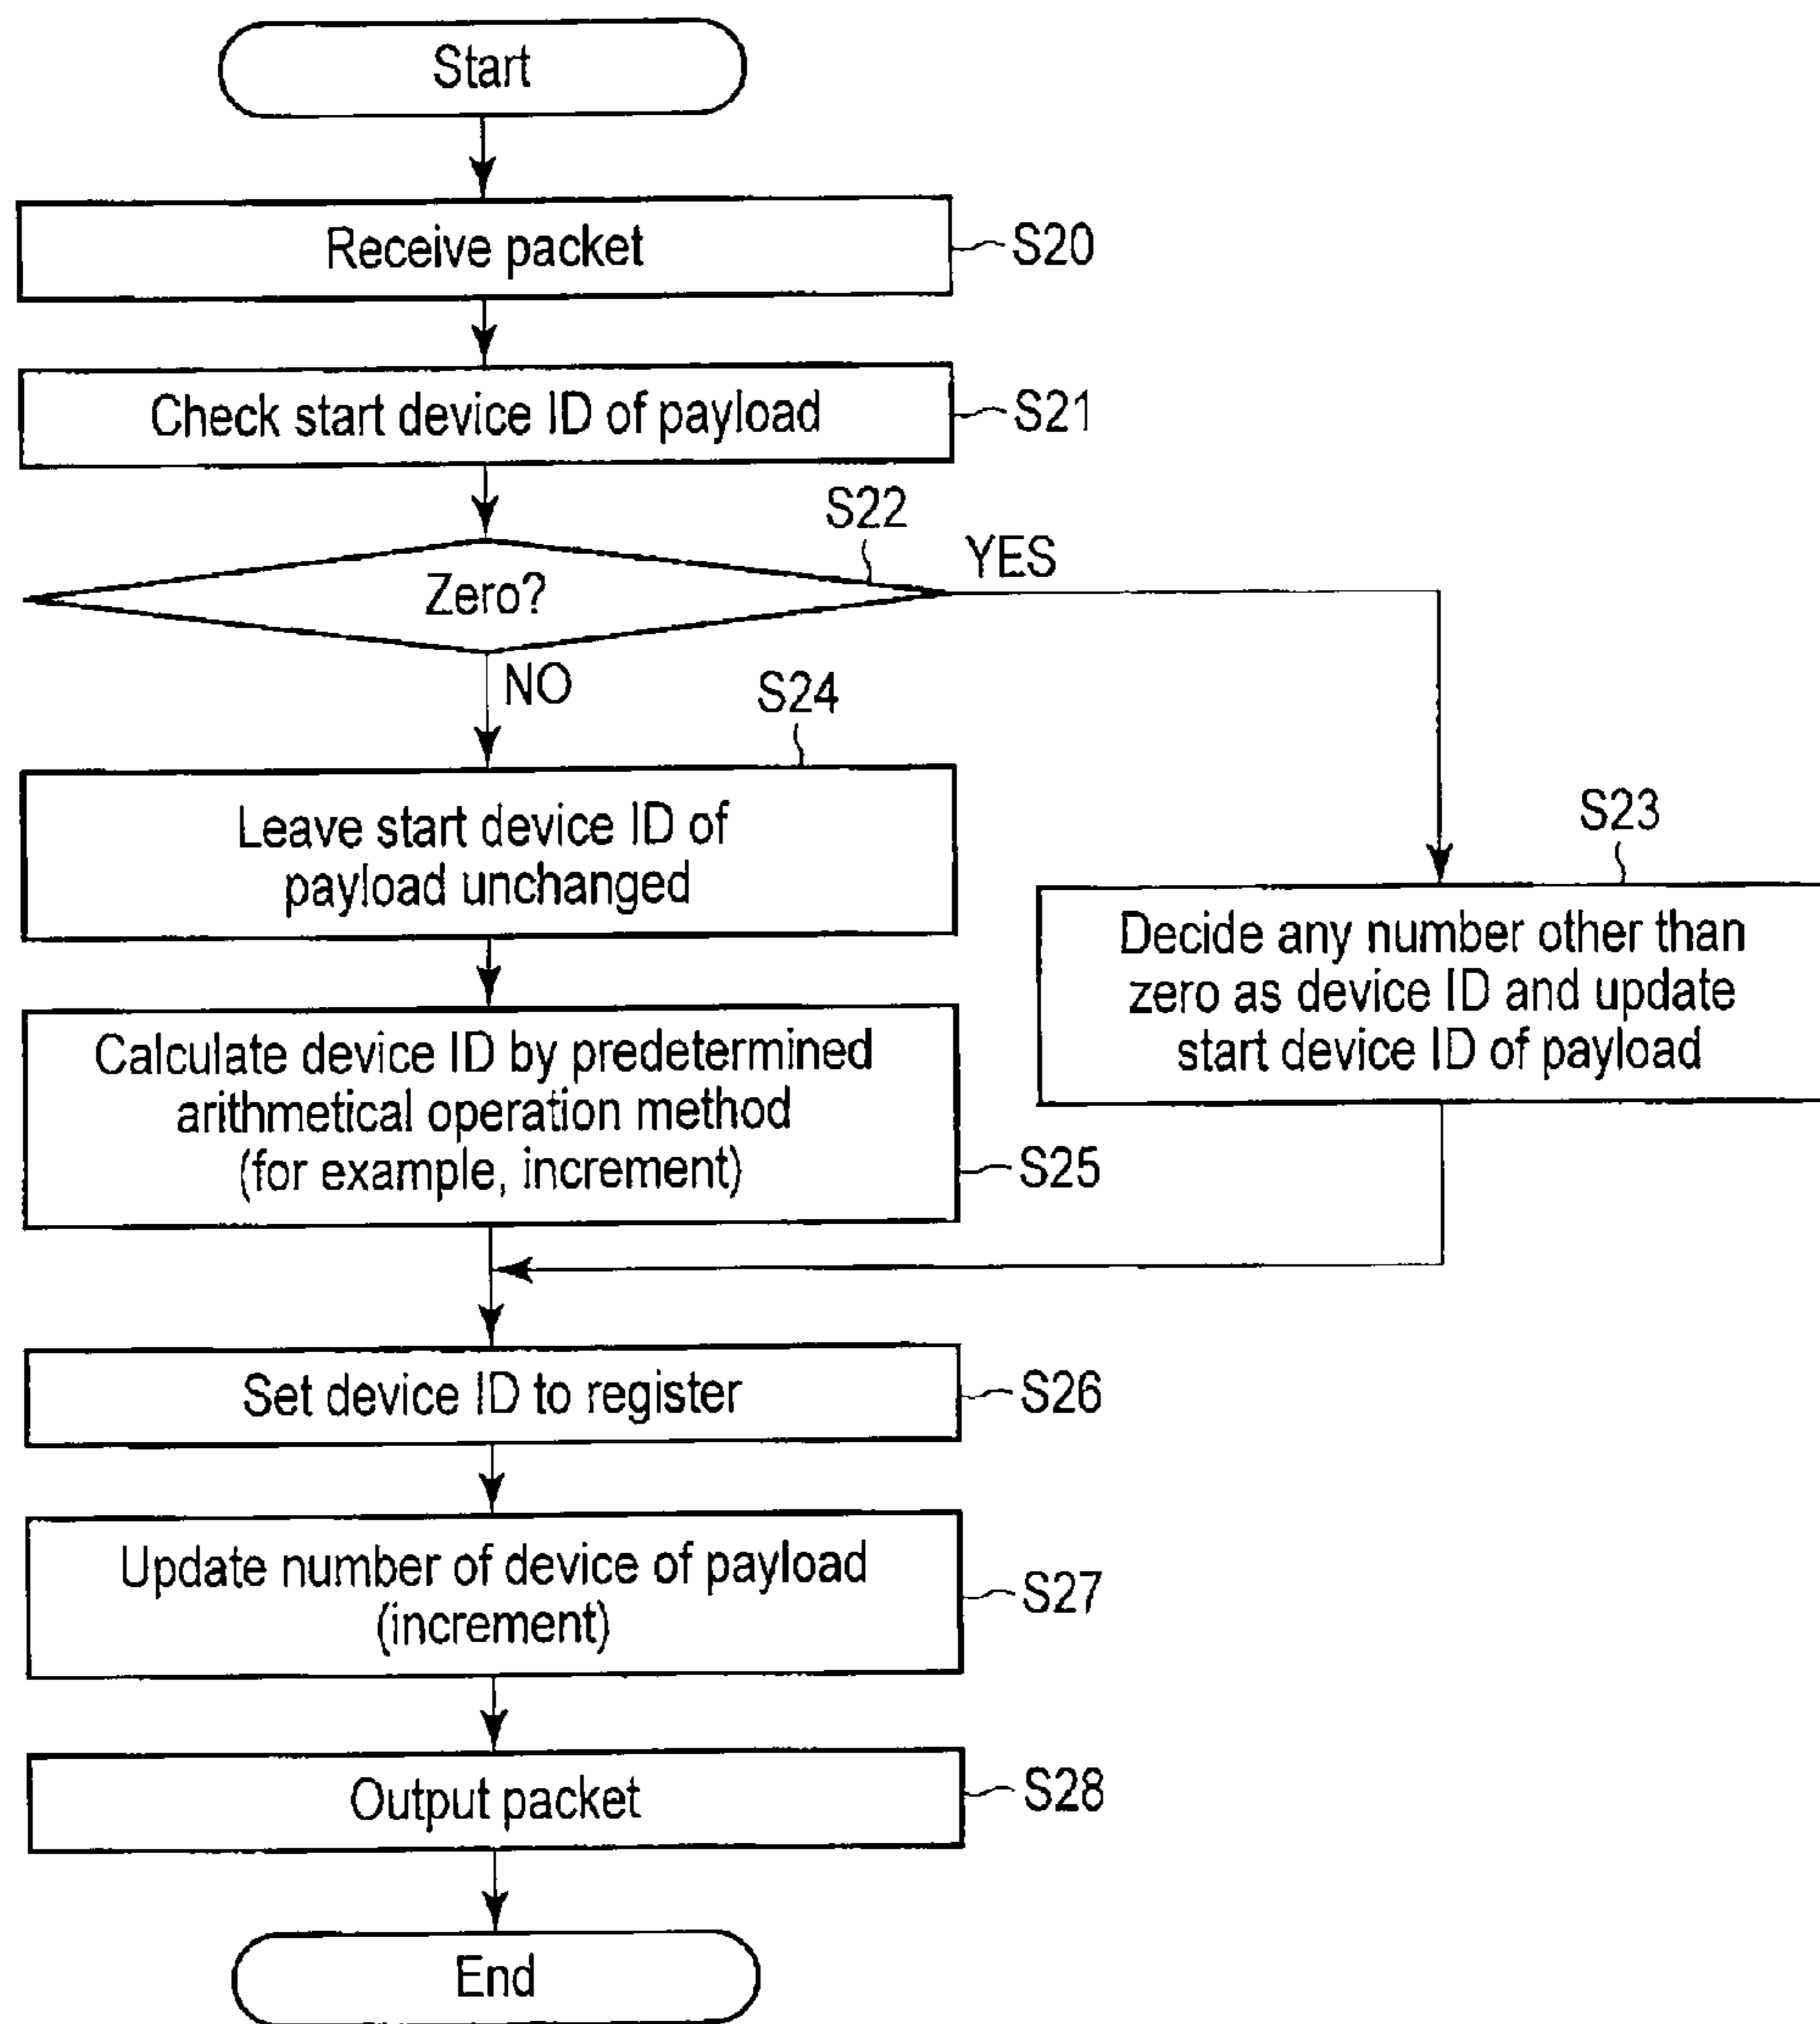 Start
Receive packet
S20
Check start device ID of payload
S21
S22
Zero?
YES
NO
S24
Leave start device ID of
payload unchanged
S23
Decide any number other than
zero as device ID and update
start device ID of payload
Calculate device ID by predetermined
arithmetical operation method
(for example, increment)
S25
Set device ID to register
S26
Update number of device of payload
(increment)
S27
Output packet
S28
End